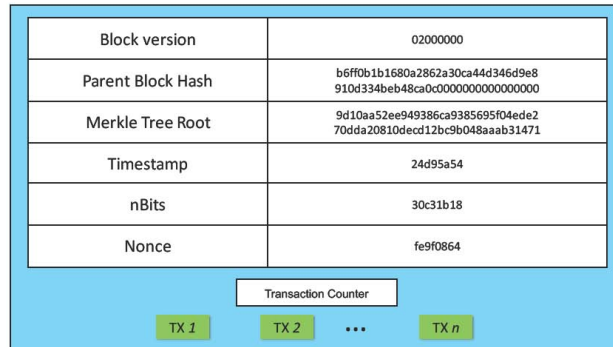 Block version
02000000
Parent Block Hash
b6ff0b1b1680a2862a30ca44d346d9e8
910d334beb48ca0c0000000000000000
Merkle Tree Root
9d10aa52ee949386ca9385695f04ede2
70dda20810decd12bc9b048aaab31471
Timestamp
24d95a54
nBits
30c31b18
Nonce
fe9f0864
Transaction Counter
TX 1
TX 2
...
TX n